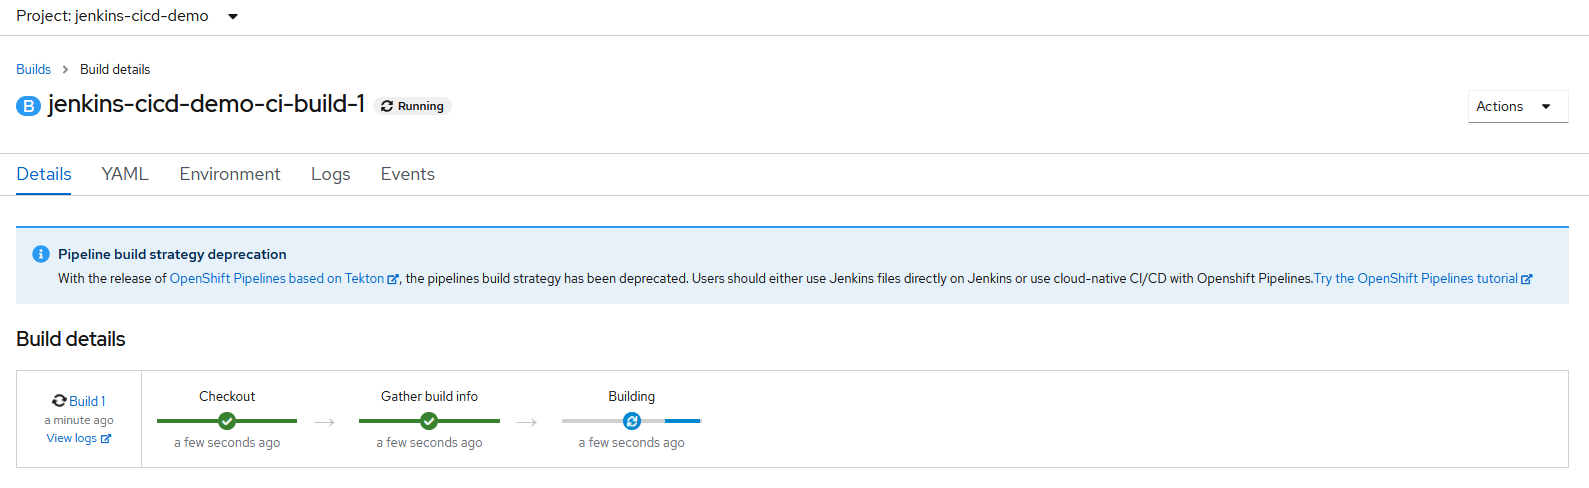 Project: jenkins-cicd-demo
Builds > Build details
B jenkins-cicd-demo-ci-build-1 Running
Actions
Details YAML Environment Logs Events
Pipeline build strategy deprecation
With the release of OpenShift Pipelines based on Tekton, the pipelines build strategy has been deprecated. Users should either use Jenkins files directly on Jenkins or use cloud-native CI/CD with Openshift Pipelines.Try the OpenShift Pipelines tutorial
Build details
Build 1
a minute ago
View logs
Checkout
a few seconds ago
Gather build info
a few seconds ago
Building
a few seconds ago